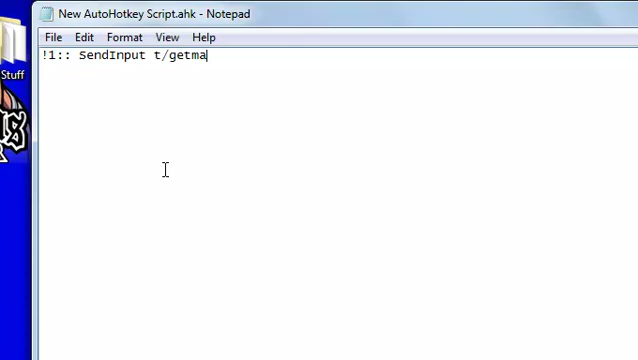 New AutoHotkey Script.ahk - Notepad
File Edit Format View Help
!1:: SendInput t/getma
Stuff